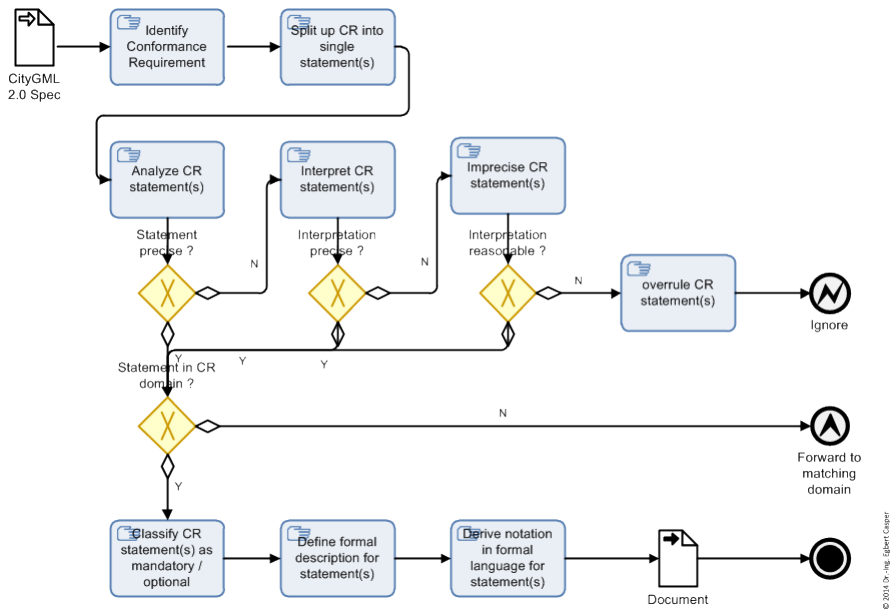 CityGML
2.0 Spec
Identify
Conformance
Requirement
Split up CR into
single
statement(s)
Analyze CR
statement(s)
Interpret CR
statement(s)
Imprecise CR
statement(s)
Statement
precise ?
N
Interpretation
precise ?
N
Interpretation
reasonable ?
N
overrule CR
statement(s)
Ignore
Y
Y
Y
Statement in CR
domain ?
N
Forward to
matching
domain
Y
Classify CR
statement(s) as
mandatory /
optional
Define formal
description for
statement(s)
Derive notation
in formal
language for
statement(s)
Document
© 2014 Dr.-Ing. Egbert Casper